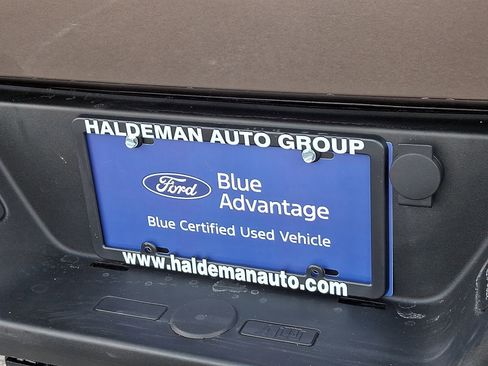 HALDEMAN AUTO GROUP
Ford
Blue
Advantage
Blue Certified Used Vehicle
www.haldemanauto.com